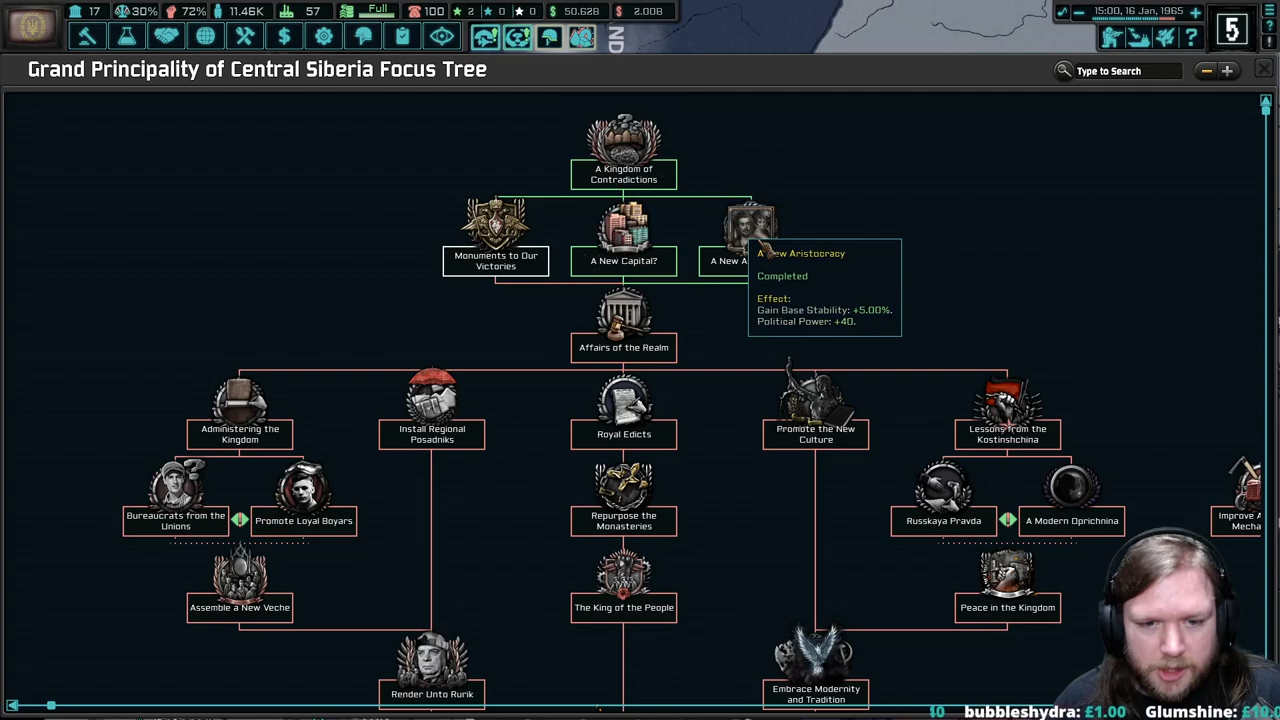 17 30% 72% 11.46K 57 Full 100 2 0 0 $ 50.62B $ 2.00B
15:00, 16 Jan, 1965
5
ND
Grand Principality of Central Siberia Focus Tree
Type to Search
A Kingdom of
Contradictions
Monuments to Our
Victories
A New Capital?
A New A
A New Aristocracy
Completed
Effect:
Gain Base Stability: +5.00%.
Political Power: +40.
Affairs of the Realm
Administering the
Kingdom
Install Regional
Posadniks
Royal Edicts
Promote the New
Culture
Lessons from the
Kostinshchina
Bureaucrats from the
Unions
Promote Loyal Boyars
Repurpose the
Monasteries
Russkaya Pravda
A Modern Oprichnina
Improve A
Mecha
Assemble a New Veche
The King of the People
Peace in the Kingdom
Render Unto Rurik
Embrace Modernity
and Tradition
bubbleshydra: £1.00 Glumshine: